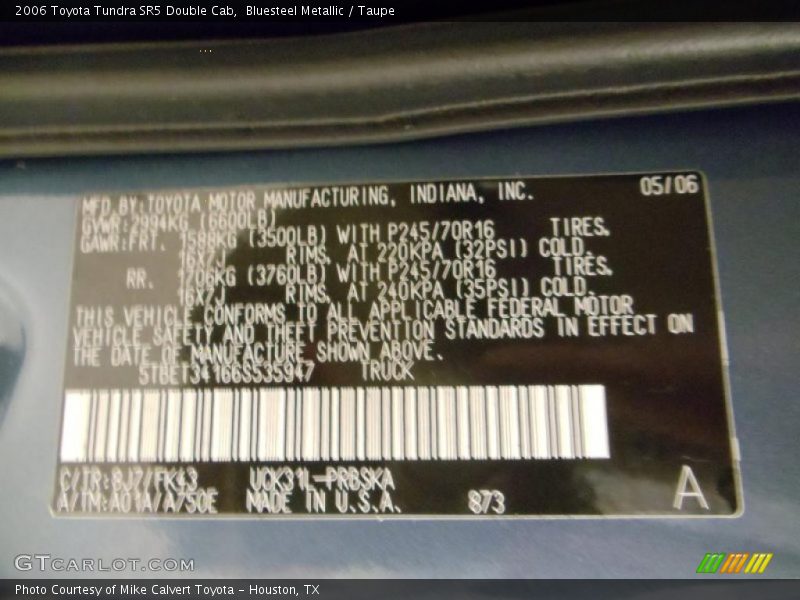 2006 Toyota Tundra SR5 Double Cab, Bluesteel Metallic / Taupe
MFD.BY:TOYOTA MOTOR MANUFACTURING, INDIANA, INC. 05/06
GVWR:2994KG (6600LB)
GAWR:FRT. 1588KG (3500LB) WITH P245/70R16 TIRES.
16X7J RIMS, AT 220KPA (32PSI) COLD.
RR. 1706KG (3760LB) WITH P245/70R16 TIRES.
16X7J RIMS, AT 240KPA (35PSI) COLD.
THIS VEHICLE CONFORMS TO ALL APPLICABLE FEDERAL MOTOR
VEHICLE SAFETY AND THEFT PREVENTION STANDARDS IN EFFECT ON
THE DATE OF MANUFACTURE SHOWN ABOVE.
5TBET34166S535947 TRUCK
C/TR:8J7/FK43 UCK31L-PRBSKA
A/TM:A01A/A750E MADE IN U.S.A. 873 A
GTCARLOT.COM
Photo Courtesy of Mike Calvert Toyota - Houston, TX